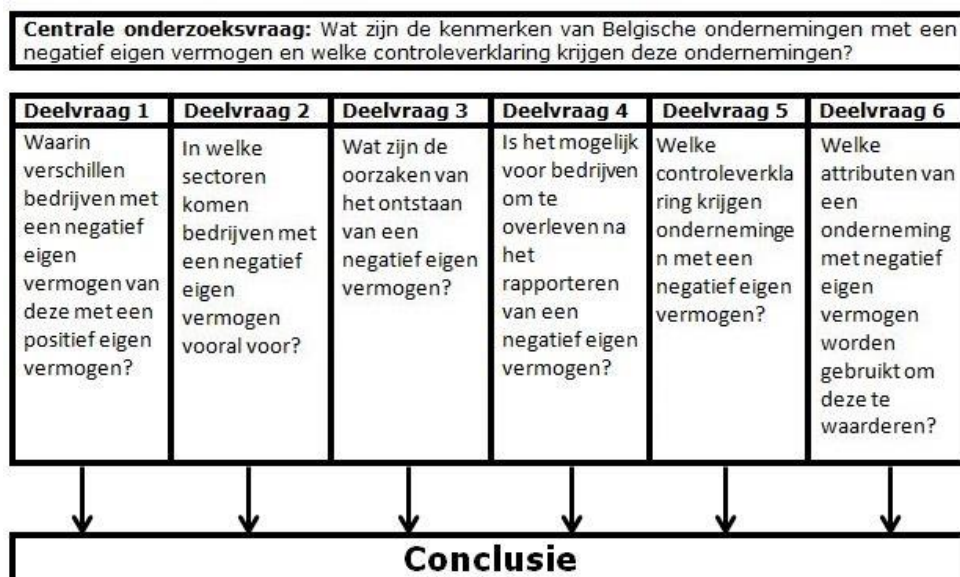 Centrale onderzoeksvraag: Wat zijn de kenmerken van Belgische ondernemingen met een
negatief eigen vermogen en welke controleverklaring krijgen deze ondernemingen?
Deelvraag 1
Waarin
verschillen
bedrijven met
een negatief
eigen
vermogen van
deze met een
positief eigen
vermogen?
Deelvraag 2
In welke
sectoren
komen
bedrijven met
een negatief
eigen
vermogen
vooral voor?
Deelvraag 3
Wat zijn de
oorzaken van
het ontstaan
van een
negatief eigen
vermogen?
Deelvraag 4
Is het mogelijk
voor bedrijven
om te
overleven na
het
rapporteren
van een
negatief eigen
vermogen?
Deelvraag 5
Welke
controleverkla
ring krijgen
onderneminge
n met een
negatief eigen
vermogen?
Deelvraag 6
Welke
attributen van
een
onderneming
met negatief
eigen
vermogen
worden
gebruikt om
deze te
waarderen?
Conclusie